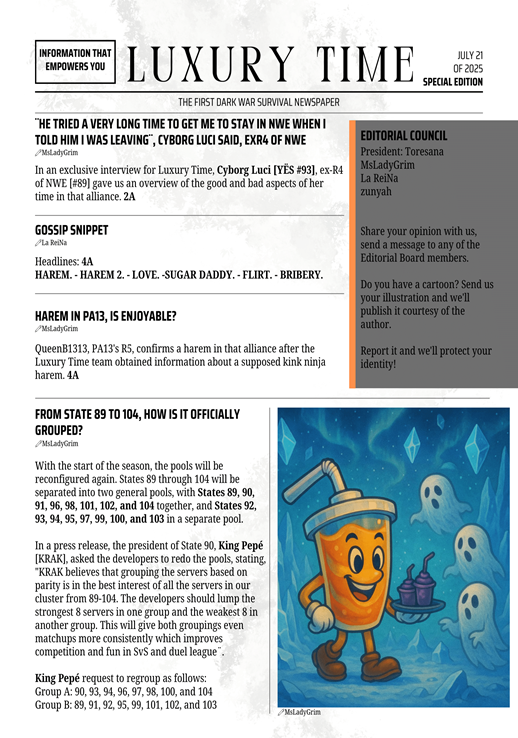 INFORMATION THAT
EMPOWERS YOU
LUXURY TIME
JULY 21
OF 2025
SPECIAL EDITION
THE FIRST DARK WAR SURVIVAL NEWSPAPER
¨HE TRIED A VERY LONG TIME TO GET ME TO STAY IN NWE WHEN I
TOLD HIM I WAS LEAVING¨, CYBORG LUCI SAID, EXR4 OF NWE
MsLadyGrim
In an exclusive interview for Luxury Time, Cyborg Luci [YËS #93], ex-R4
of NWE [#89] gave us an overview of the good and bad aspects of her
time in that alliance. 2A
GOSSIP SNIPPET
La ReiNa
Headlines: 4A
HAREM. - HAREM 2. - LOVE. -SUGAR DADDY. - FLIRT. - BRIBERY.
HAREM IN PA13, IS ENJOYABLE?
MsLadyGrim
QueenB1313, PA13's R5, confirms a harem in that alliance after the
Luxury Time team obtained information about a supposed kink ninja
harem. 4A
EDITORIAL COUNCIL
President: Toresana
MsLadyGrim
La ReiNa
zunyah
Share your opinion with us,
send a message to any of the
Editorial Board members.
Do you have a cartoon? Send us
your illustration and we'll
publish it courtesy of the
author.
Report it and we'll protect your
identity!
FROM STATE 89 TO 104, HOW IS IT OFFICIALLY
GROUPED?
MsLadyGrim
With the start of the season, the pools will be
reconfigured again. States 89 through 104 will be
separated into two general pools, with States 89, 90,
91, 96, 98, 101, 102, and 104 together, and States 92,
93, 94, 95, 97, 99, 100, and 103 in a separate pool.
In a press release, the president of State 90, King Pepé
[KRAK], asked the developers to redo the pools, stating,
"KRAK believes that grouping the servers based on
parity is in the best interest of all the servers in our
cluster from 89-104. The developers should lump the
strongest 8 servers in one group and the weakest 8 in
another group. This will give both groupings even
matchups more consistently which improves
competition and fun in SvS and duel league¨.
King Pepé request to regroup as follows:
Group A: 90, 93, 94, 96, 97, 98, 100, and 104
Group B: 89, 91, 92, 95, 99, 101, 102, and 103
MsLadyGrim